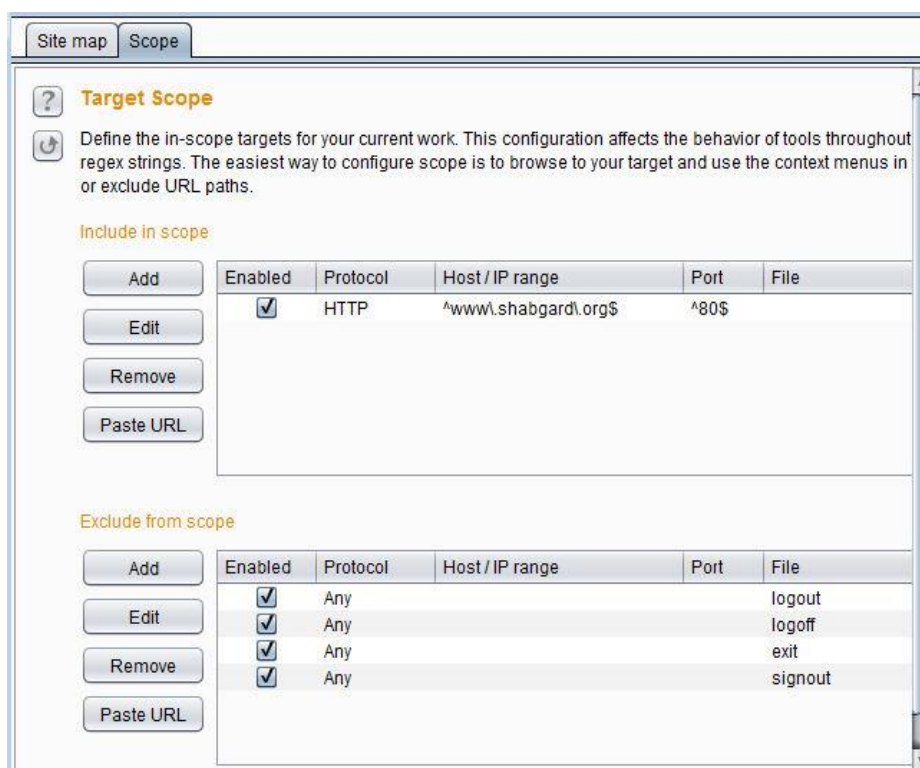 Site map Scope
? Target Scope
Define the in-scope targets for your current work. This configuration affects the behavior of tools throughout
regex strings. The easiest way to configure scope is to browse to your target and use the context menus in
or exclude URL paths.
Include in scope
Add
Edit
Remove
Paste URL
Enabled Protocol Host / IP range Port File
HTTP ^www\.shabgard\.org$ ^80$
Exclude from scope
Add
Edit
Remove
Paste URL
Enabled Protocol Host / IP range Port File
Any logout
Any logoff
Any exit
Any signout